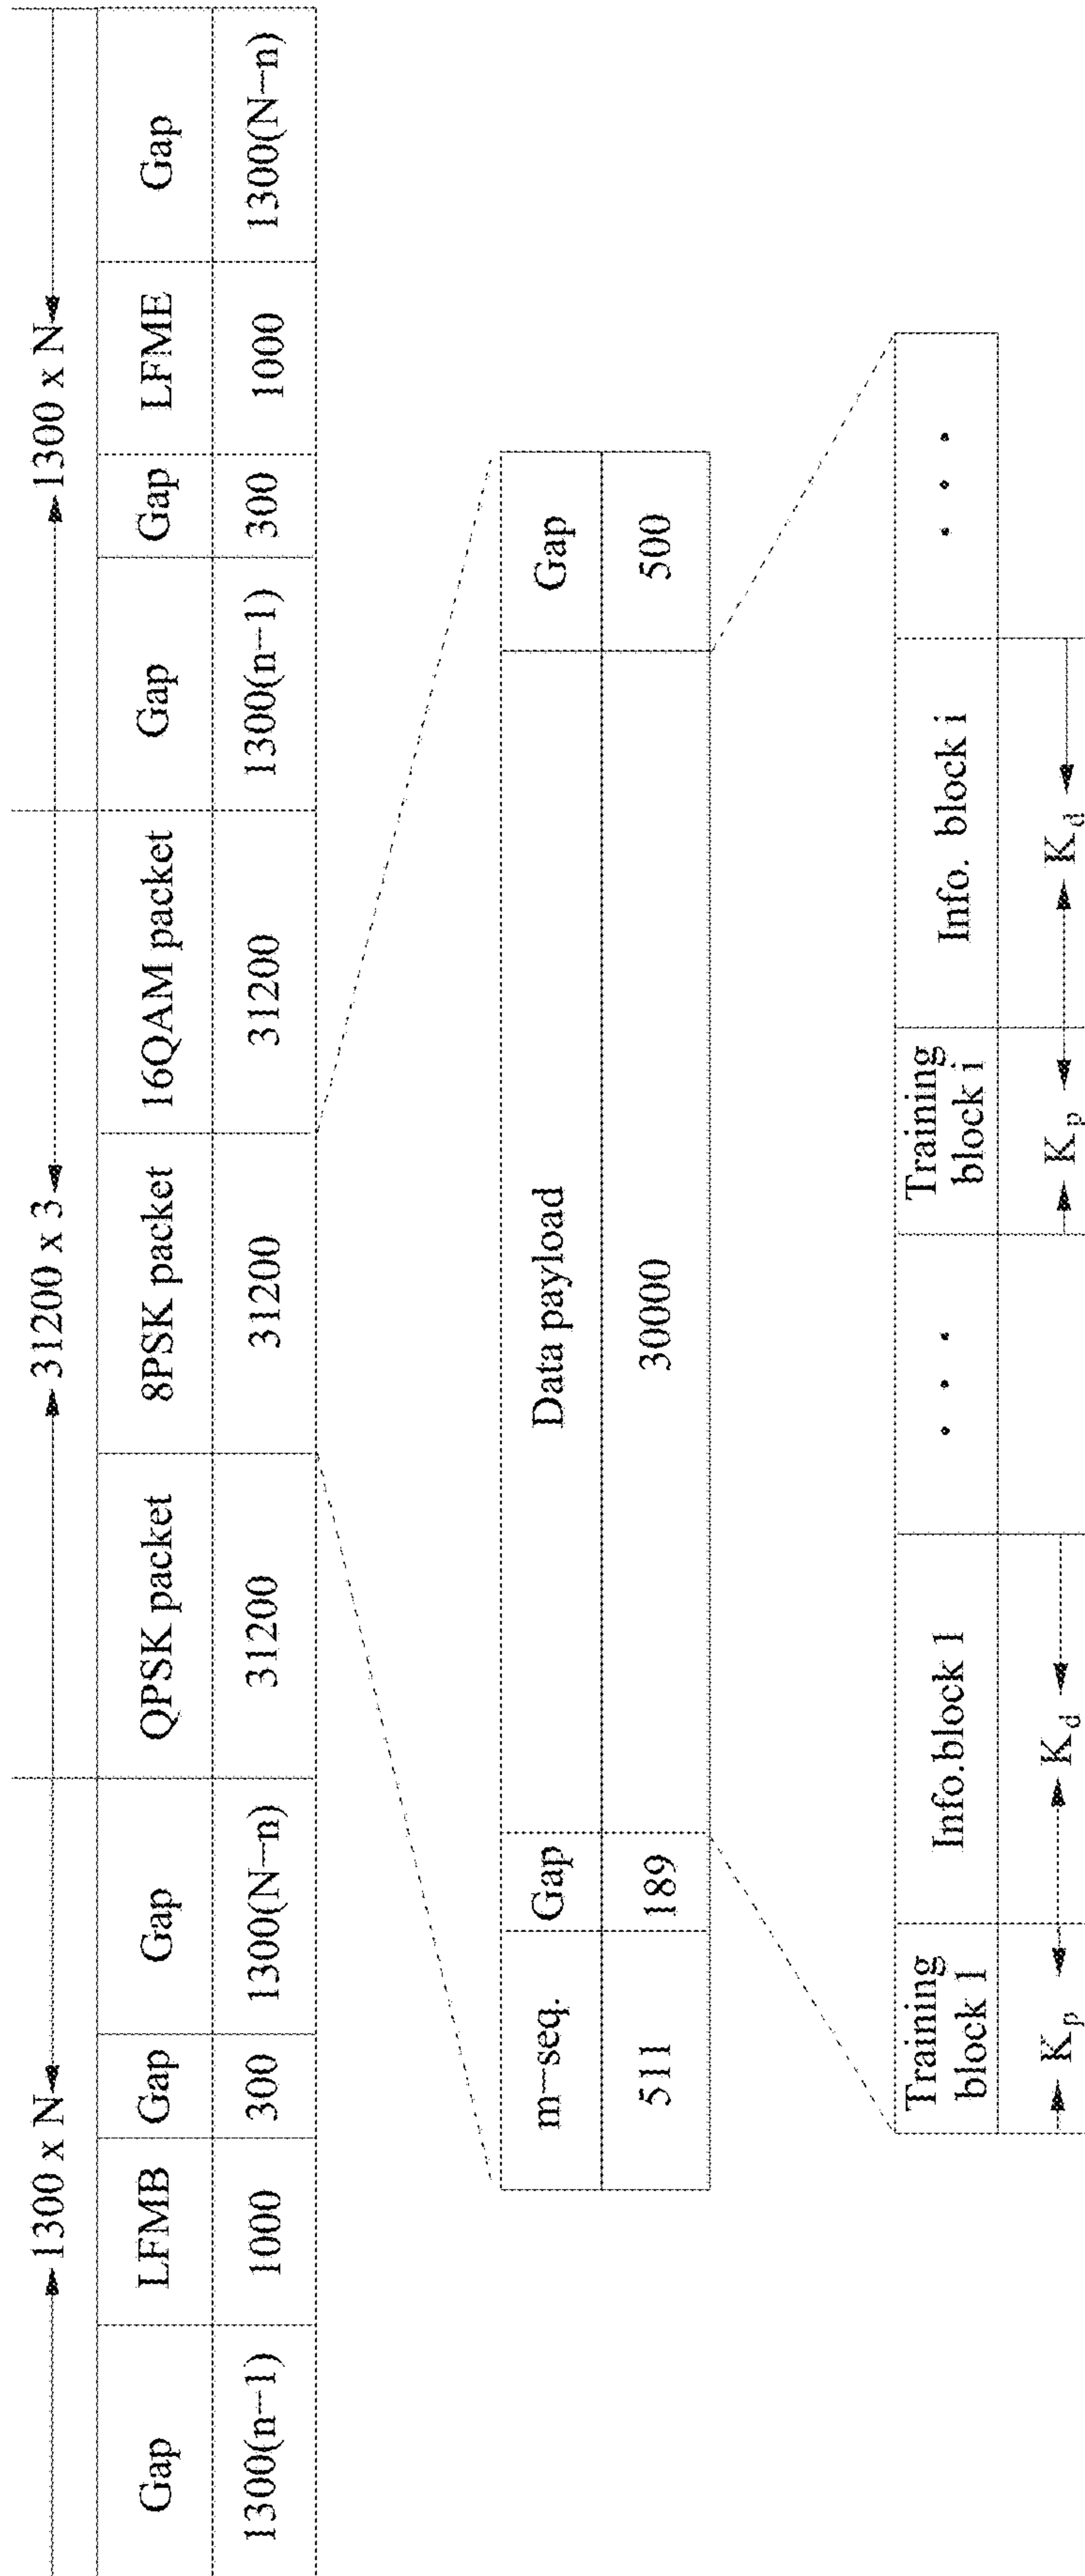 1300 x N
31200 x 3
1300 x N
Gap
LFMB
Gap
Gap
QPSK packet
8PSK packet
16QAM packet
Gap
Gap
LFME
Gap
1300(n-1)
1000
300
1300(N-n)
31200
31200
31200
1300(n-1)
300
1000
1300(N-n)
m-seq.
Gap
Data payload
Gap
511
189
30000
500
Training
block 1
Info.block 1
. . .
Training
block i
Info. block i
. . .
Kp
Kd
Kp
Kd